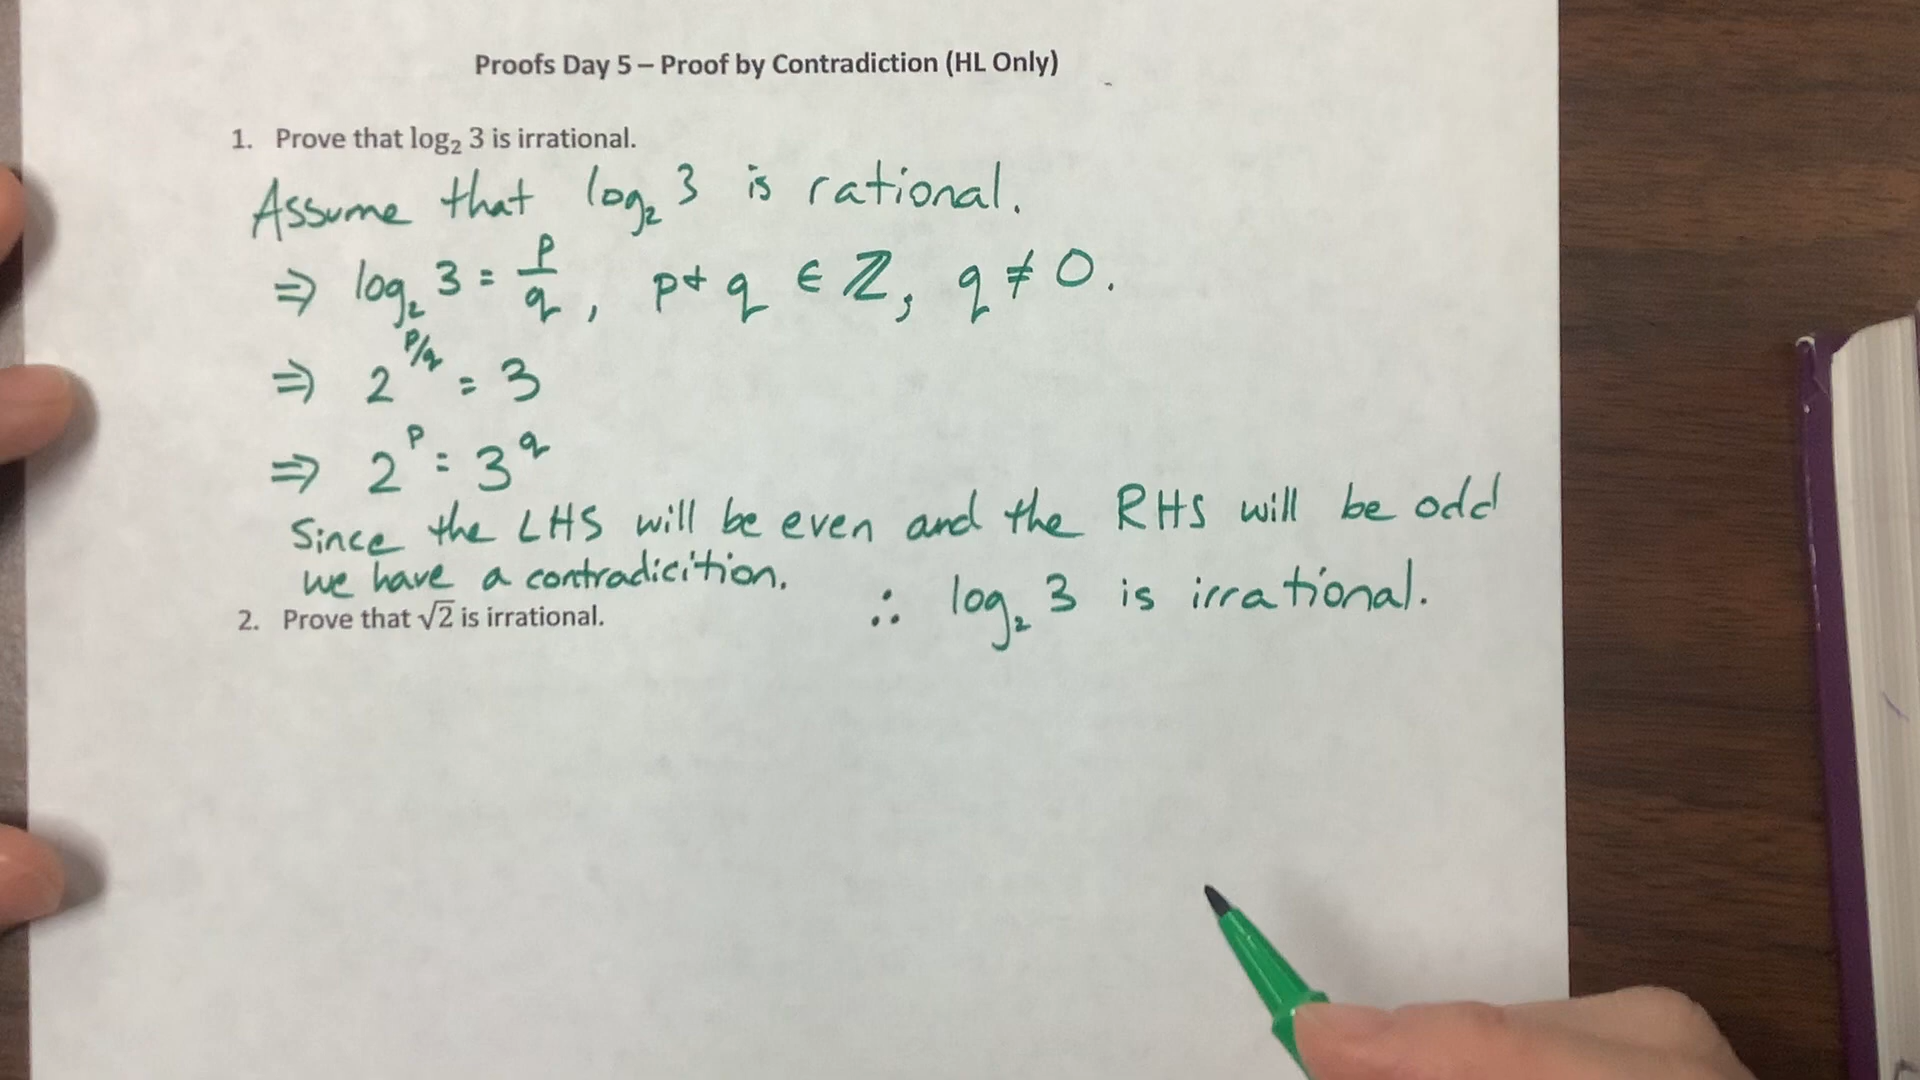 Proofs Day 5 – Proof by Contradiction (HL Only)
1. Prove that log₂ 3 is irrational.
Assume that log₂ 3 is rational.
⇒ log₂ 3 = p/q, p + q ∈ ℤ, q ≠ 0.
⇒ 2^(p/q) = 3
⇒ 2^p = 3^q
Since the LHS will be even and the RHS will be odd
we have a contradicition. ∴ log₂ 3 is irrational.
2. Prove that √2 is irrational.